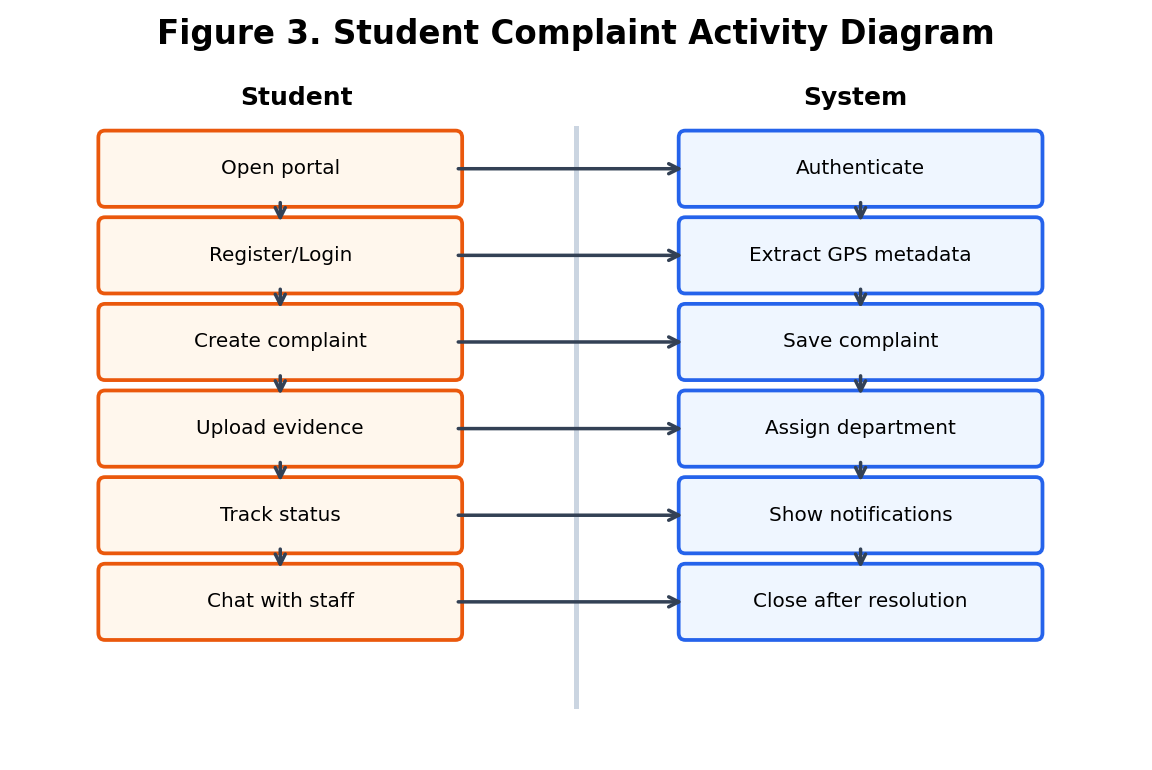 Figure 3. Student Complaint Activity Diagram
Student
System
Open portal
Authenticate
Register/Login
Extract GPS metadata
Create complaint
Save complaint
Upload evidence
Assign department
Track status
Show notifications
Chat with staff
Close after resolution